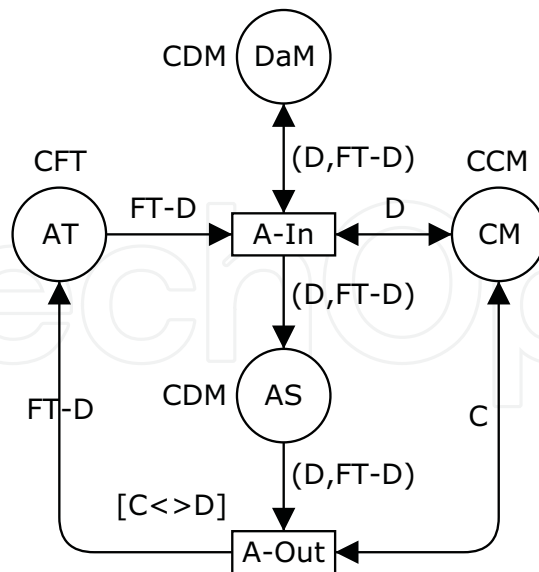 CDM DaM
(D,FT-D)
CFT CCM
FT-D D
AT A-In CM
(D,FT-D)
CDM AS
FT-D C
(D,FT-D)
[C<>D]
A-Out